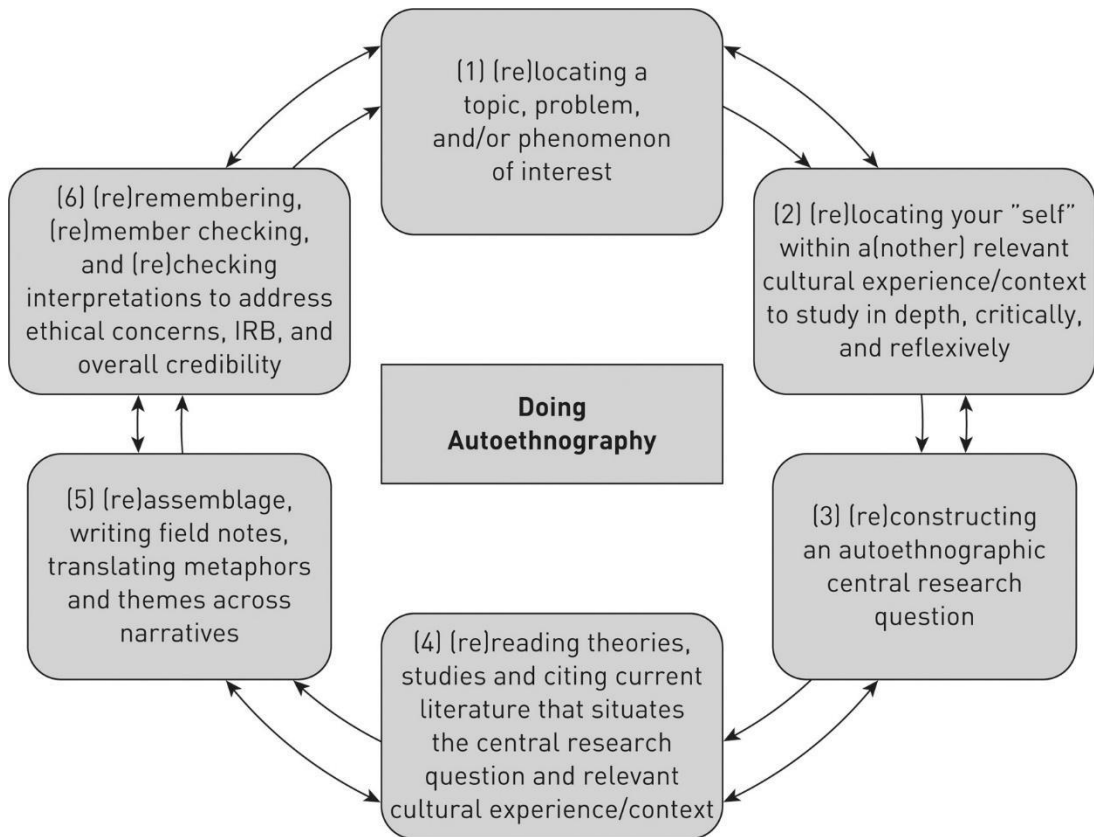 (1) (re)locating a
topic, problem,
and/or phenomenon
of interest
(2) (re)locating your ”self”
within a(nother) relevant
cultural experience/context
to study in depth, critically,
and reflexively
(3) (re)constructing
an autoethnographic
central research
question
(4) (re)reading theories,
studies and citing current
literature that situates
the central research
question and relevant
cultural experience/context
(5) (re)assemblage,
writing field notes,
translating metaphors
and themes across
narratives
(6) (re)remembering,
(re)member checking,
and (re)checking
interpretations to address
ethical concerns, IRB, and
overall credibility
Doing
Autoethnography